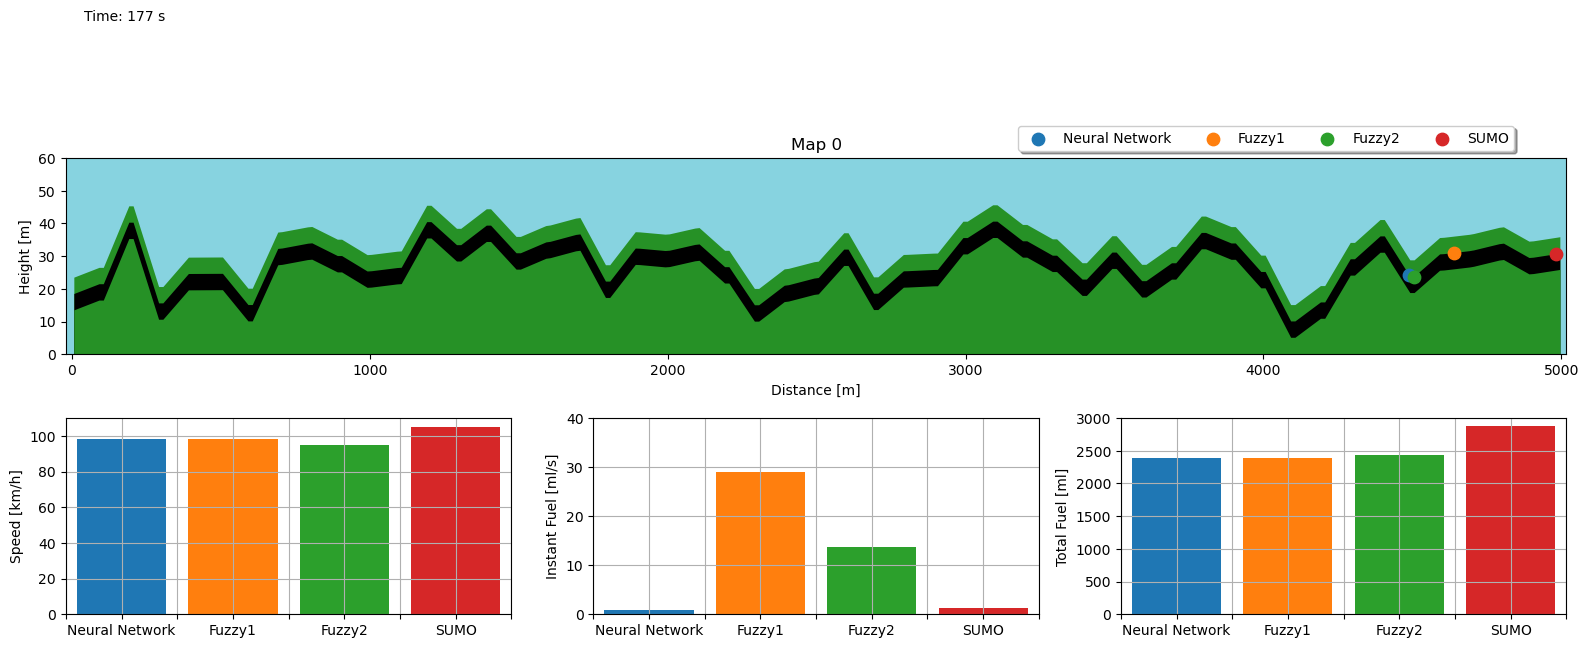 Time: 177 s
Neural Network Fuzzy1 Fuzzy2 SUMO
Map 0
Height [m]
60
50
40
30
20
10
0
0 1000 2000 3000 4000 5000
Distance [m]
Speed [km/h]
100
80
60
40
20
0
Neural Network Fuzzy1 Fuzzy2 SUMO
Instant Fuel [ml/s]
40
30
20
10
0
Neural Network Fuzzy1 Fuzzy2 SUMO
Total Fuel [ml]
3000
2500
2000
1500
1000
500
0
Neural Network Fuzzy1 Fuzzy2 SUMO